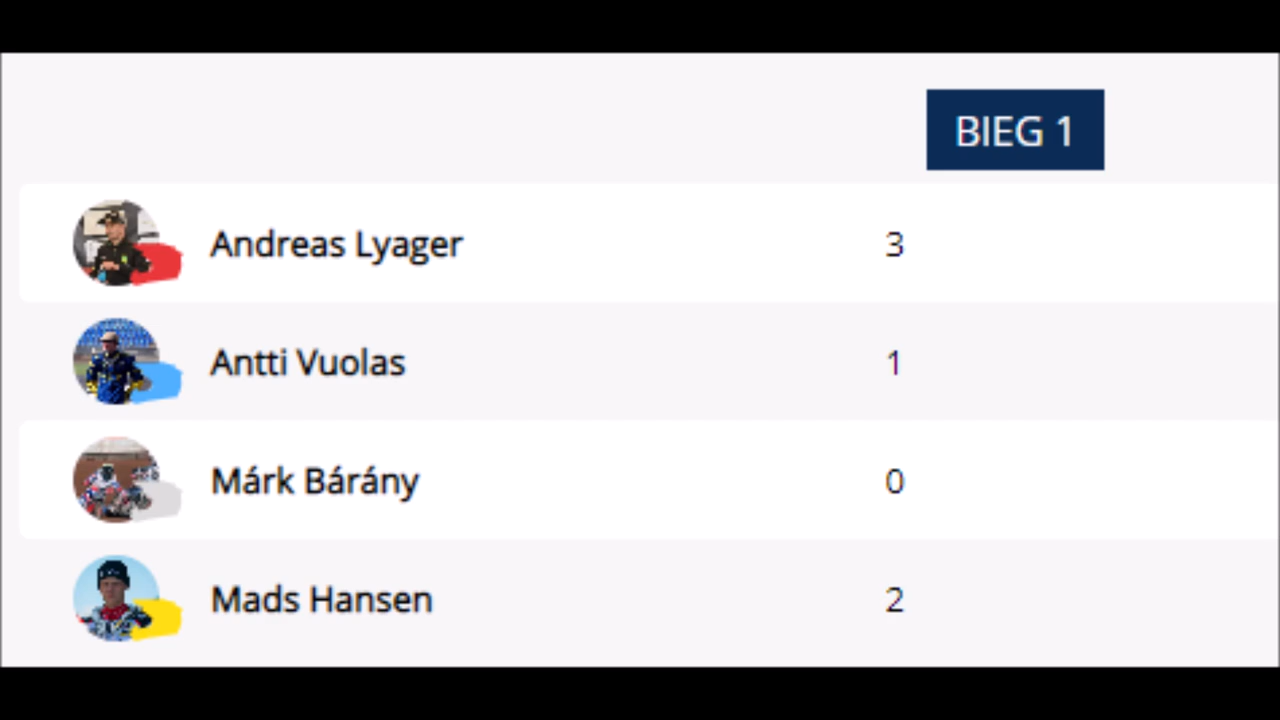 BIEG 1
Andreas Lyager 3
Antti Vuolas 1
Márk Bárány 0
Mads Hansen 2